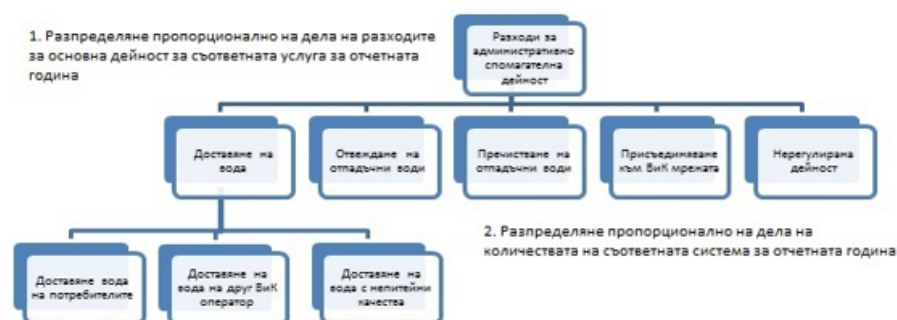 1. Разпределяне пропорционално на дела на разходите
за основна дейност за съответната услуга за отчетната
година
Разходи за
административно
спомагателна
дейност
Доставяне на
вода
Отвеждане на
отпадъчни води
Пречистване на
отпадъчни води
Присъединяване
към ВиК мрежата
Нерегулирана
дейност
2. Разпределяне пропорционално на дела на
количествата на съответната система за отчетната година
Доставяне вода
на потребителите
Доставяне на
вода на друг ВиК
оператор
Доставяне на
вода с непитейни
качества